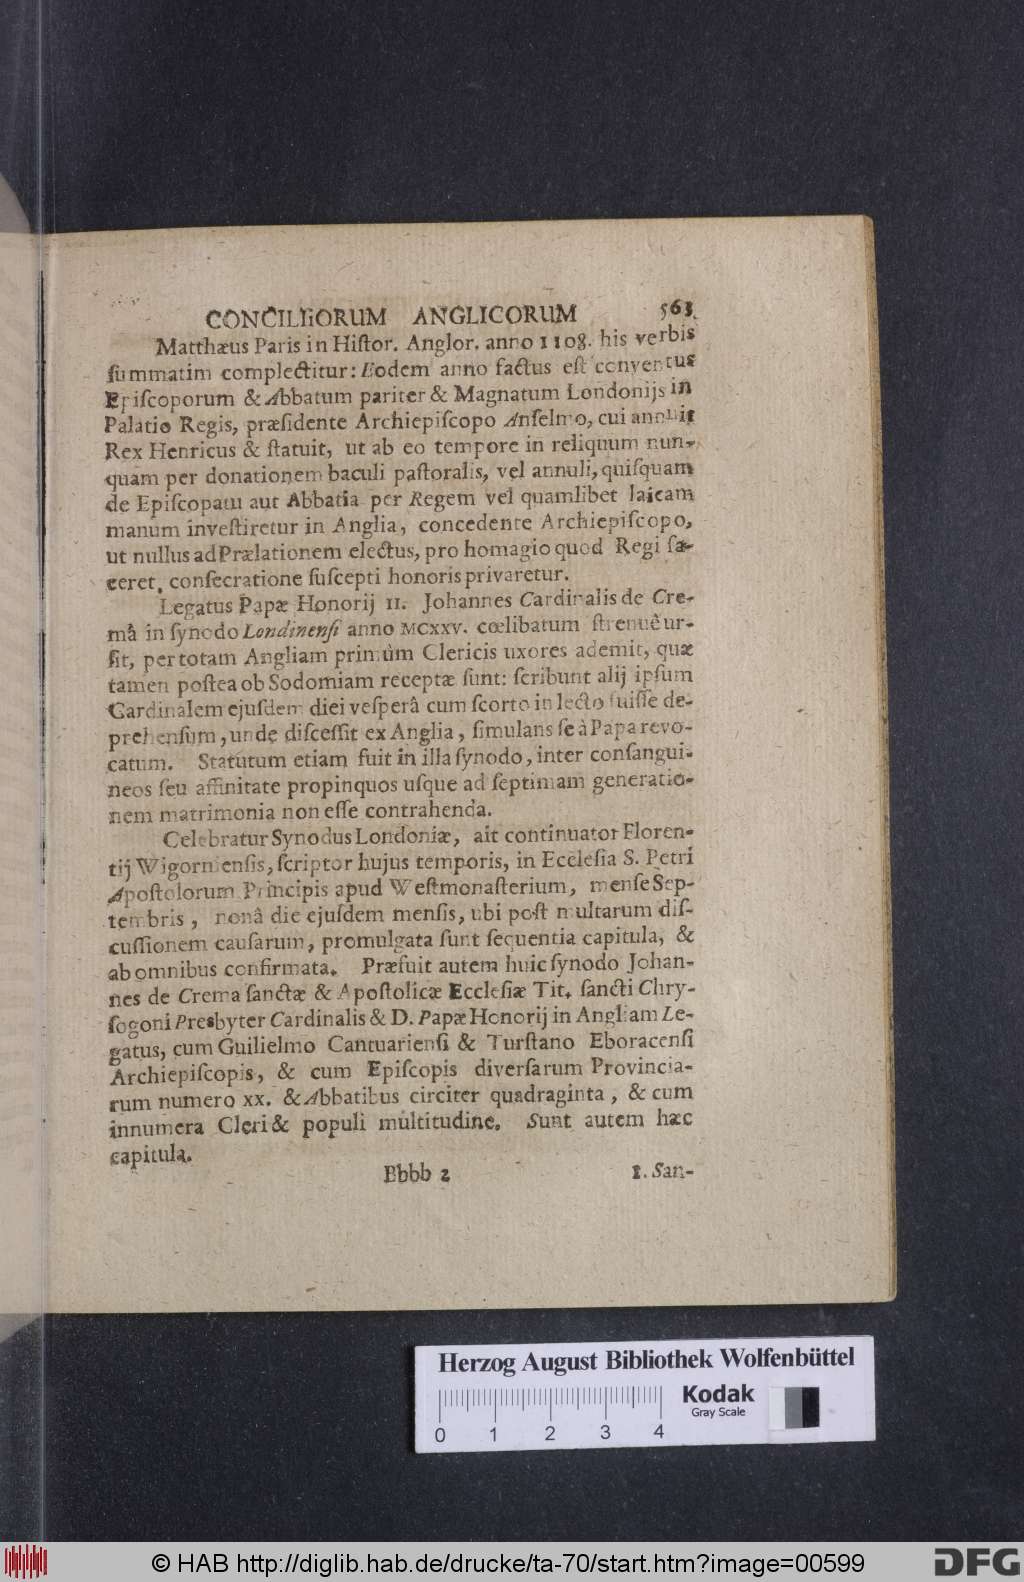 CONCILIIORUM ANGLICORUM 563
Matthæus Paris in Hiſtor. Anglor. anno 1108. his verbis
ſummatim complectitur: Eodem anno factus eſt conventus
Epiſcoporum & Abbatum pariter & Magnatum Londonijs in
Palatio Regis, præſidente Archiepiſcopo Anſelmo, cui annuit
Rex Henricus & ſtatuit, ut ab eo tempore in reliquum nun-
quam per donationem baculi paſtoralis, vel annuli, quiſquam
de Epiſcopatu aut Abbatia per Regem vel quamlibet laicam
manum inveſtiretur in Anglia, concedente Archiepiſcopo,
ut nullus ad Prælationem electus, pro homagio quod Regi fa-
ceret, conſecratione ſuſcepti honoris privaretur.
Legatus Papæ Honorij II. Johannes Cardinalis de Cre-
mâ in ſynodo Londinenſi anno MCXXV. cœlibatum ſtrenuê ur-
ſit, per totam Angliam primùm Clericis uxores ademit, quæ
tamen poſtea ob Sodomiam receptæ ſunt: ſcribunt alij ipſum
Cardinalem ejuſdem diei veſperâ cum ſcorto in lecto fuiſſe de-
prehenſum, unde diſceſſit ex Anglia, ſimulans ſe à Papa revo-
catum. Statutum etiam fuit in illa ſynodo, inter conſangui-
neos ſeu affinitate propinquos uſque ad ſeptimam generatio-
nem matrimonia non eſſe contrahenda.
Celebratur Synodus Londoniæ, ait continuator Floren-
tij Wigornienſis, ſcriptor hujus temporis, in Eccleſia S. Petri
Apoſtolorum Principis apud Weſtmonaſterium, menſe Sep-
tembris, nonâ die ejuſdem menſis, ubi poſt multarum diſ-
cuſſionem cauſarum, promulgata ſunt ſequentia capitula, &
ab omnibus confirmata. Præfuit autem huic ſynodo Johan-
nes de Crema ſanctæ & Apoſtolicæ Eccleſiæ Tit. ſancti Chry-
ſogoni Presbyter Cardinalis & D. Papæ Honorij in Angliam Le-
gatus, cum Guilielmo Cantuarienſi & Turſtano Eboracenſi
Archiepiſcopis, & cum Epiſcopis diverſarum Provincia-
rum numero XX. & Abbatibus circiter quadraginta, & cum
innumera Cleri & populi multitudine. Sunt autem hæc
capitula.
Bbbb 2 1. San-
Herzog August Bibliothek Wolfenbüttel
Kodak
Gray Scale
0 1 2 3 4
© HAB http://diglib.hab.de/drucke/ta-70/start.htm?image=00599
DFG